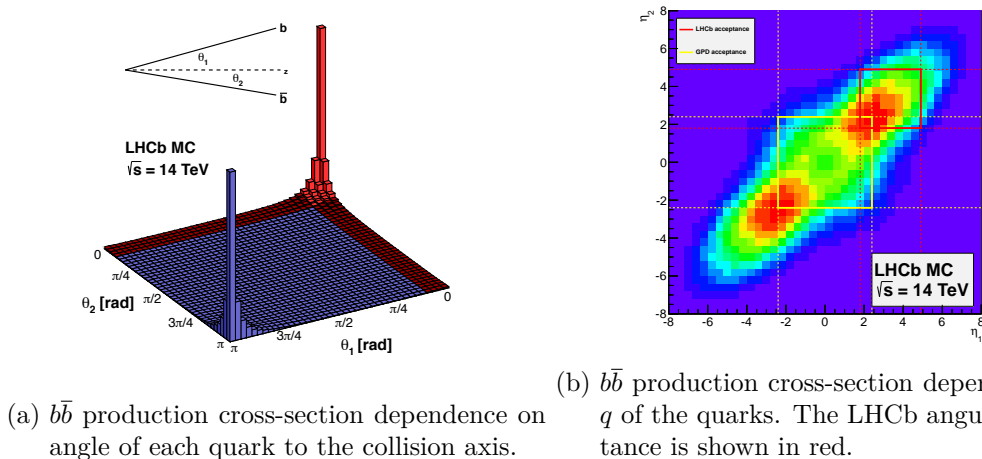 b
θ1
z
θ2
b̅
LHCb MC
√s = 14 TeV
0
π/4
π/2
3π/4
π
θ2 [rad]
π
3π/4
π/2
π/4
0
θ1 [rad]
η2
8
6
4
2
0
-2
-4
-6
-8
LHCb acceptance
GPD acceptance
LHCb MC
√s = 14 TeV
-8 -6 -4 -2 0 2 4 6 8
η1
(a) bb̅ production cross-section dependence on
angle of each quark to the collision axis.
(b) bb̅ production cross-section depen
q of the quarks. The LHCb angu
tance is shown in red.